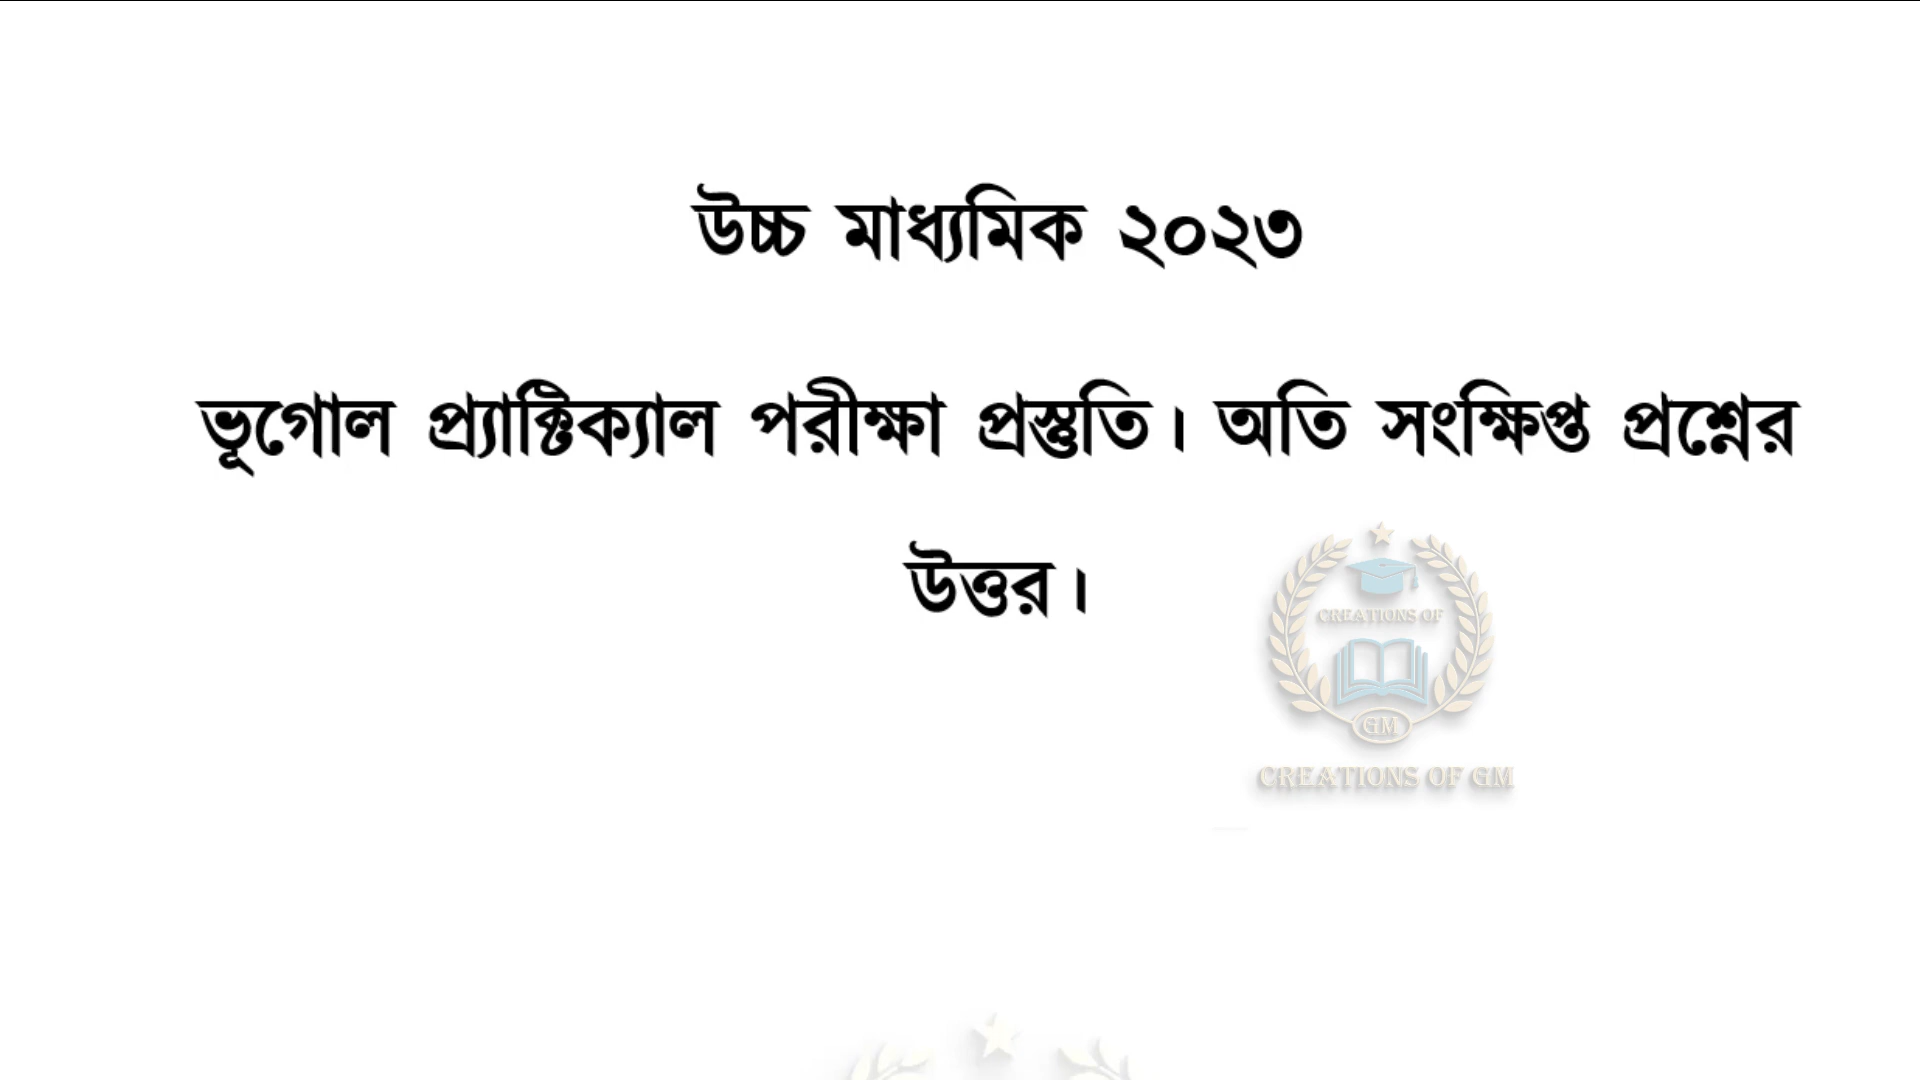 উচ্চ মাধ্যমিক ২০২৩
ভূগোল প্র্যাক্টিক্যাল পরীক্ষা প্রস্তুতি। অতি সংক্ষিপ্ত প্রশ্নের
উত্তর।
CREATIONS OF
GM
CREATIONS OF GM